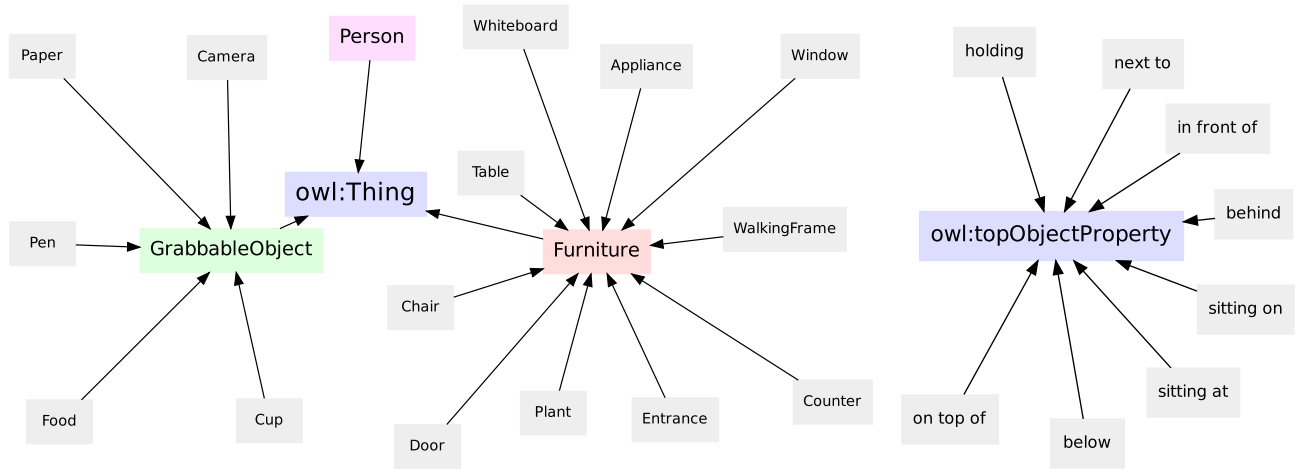 Person
Whiteboard
holding
Paper
Camera
Appliance
Window
next to
in front of
Table
owl:Thing
behind
WalkingFrame
owl:topObjectProperty
Pen
GrabbableObject
Furniture
Chair
sitting on
sitting at
Counter
Plant
Entrance
on top of
Food
Cup
Door
below